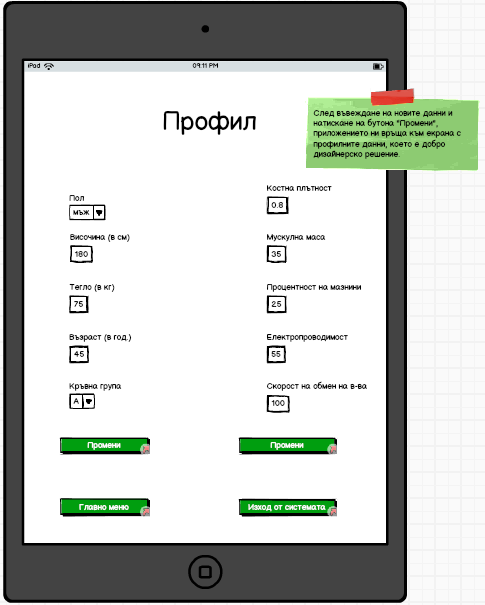 iPad
09:11 PM
Профил
След въвеждане на новите данни и
натискане на бутона "Промени",
приложението ни връща към екрана с
профилните данни, което е добро
дизайнерско решение.
Пол
мъж
Височина (в см)
180
Тегло (в кг)
75
Възраст (в год.)
45
Кръвна група
А
Костна плътност
0.8
Мускулна маса
35
Процентност на мазнини
25
Електропроводимост
55
Скорост на обмен на в-ва
100
Промени
Промени
Главно меню
Изход от системата